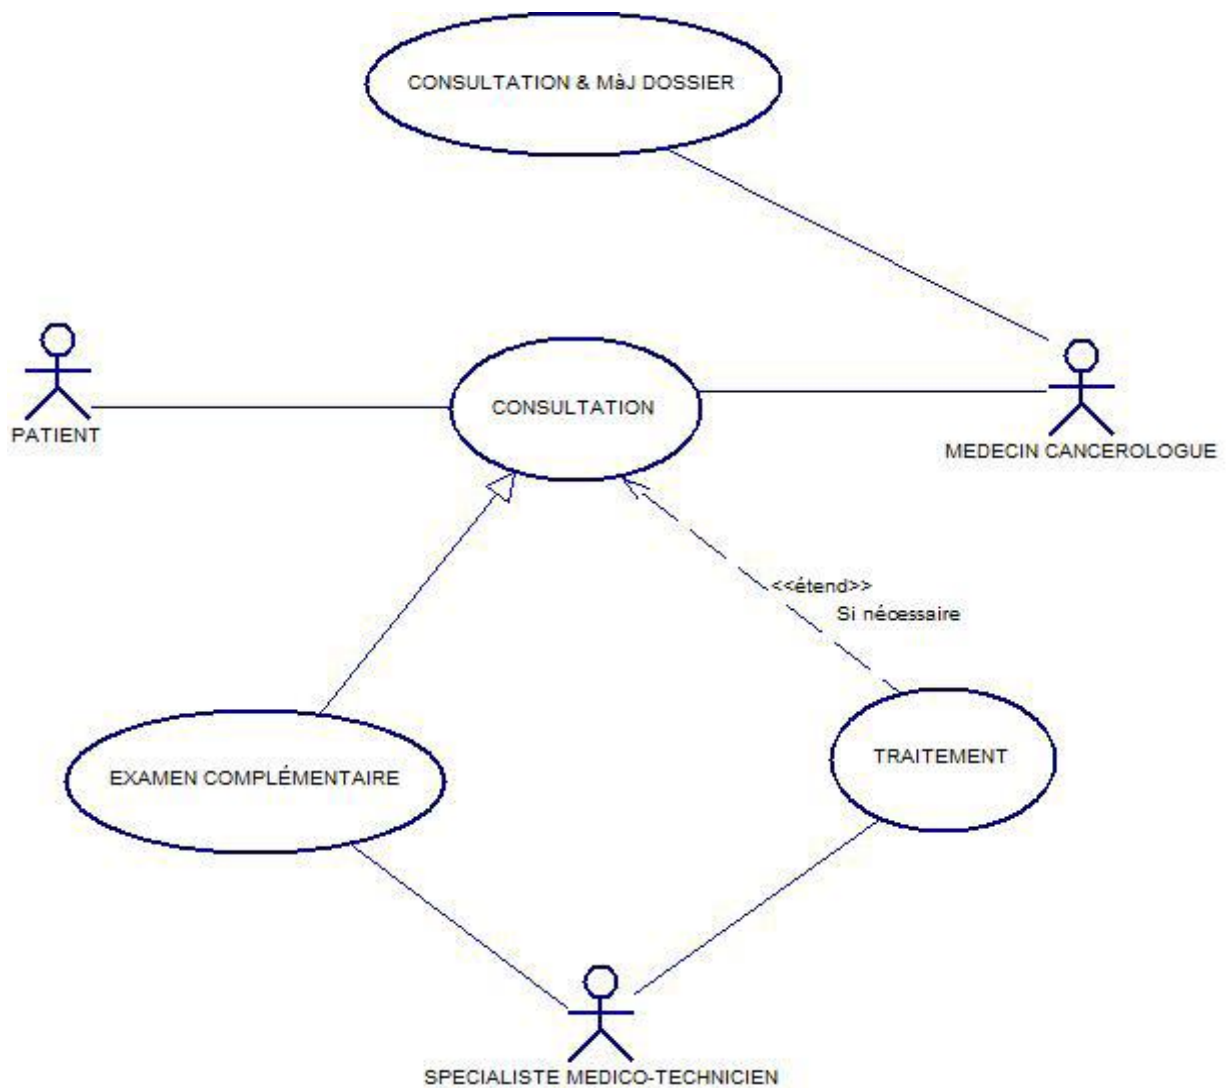 CONSULTATION & MàJ DOSSIER
PATIENT
CONSULTATION
MEDECIN CANCEROLOGUE
<<étend>>
Si nécessaire
EXAMEN COMPLÉMENTAIRE
TRAITEMENT
SPECIALISTE MEDICO-TECHNICIEN